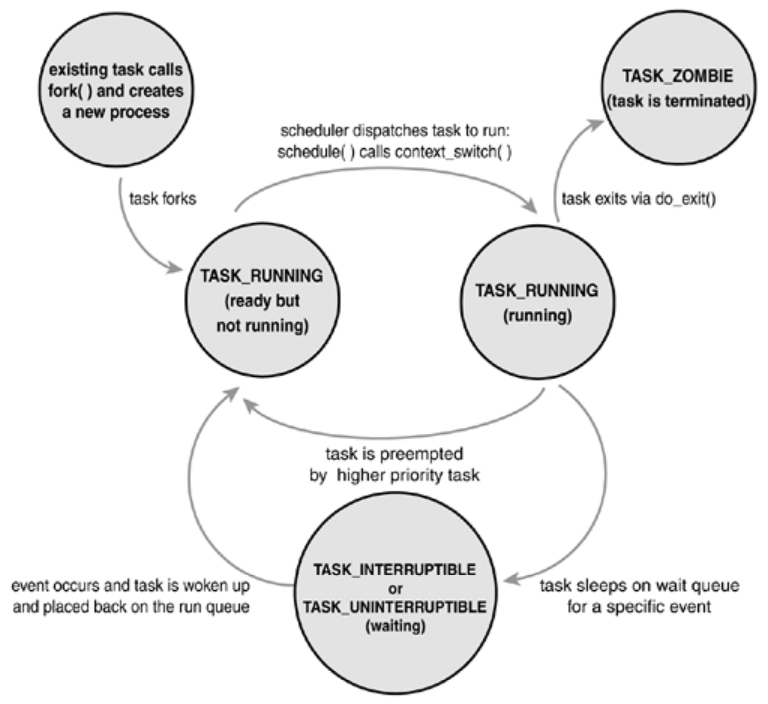 existing task calls
fork( ) and creates
a new process
TASK_ZOMBIE
(task is terminated)
scheduler dispatches task to run:
schedule( ) calls context_switch( )
task forks
task exits via do_exit()
TASK_RUNNING
(ready but
not running)
TASK_RUNNING
(running)
task is preempted
by higher priority task
TASK_INTERRUPTIBLE
or
TASK_UNINTERRUPTIBLE
(waiting)
event occurs and task is woken up
and placed back on the run queue
task sleeps on wait queue
for a specific event